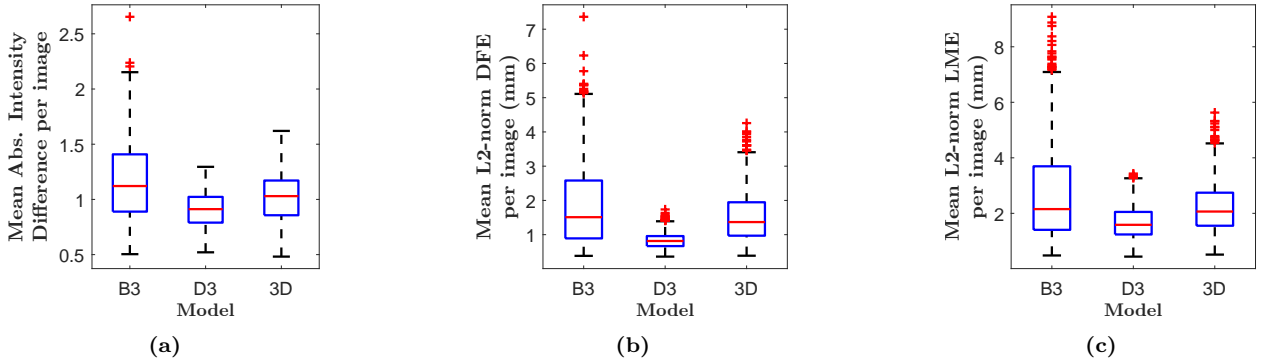 Mean Abs. Intensity
Difference per image
2.5
2
1.5
1
0.5
B3
D3
3D
Model
(a)
Mean L2-norm DFE
per image (mm)
7
6
5
4
3
2
1
B3
D3
3D
Model
(b)
Mean L2-norm LME
per image (mm)
8
6
4
2
B3
D3
3D
Model
(c)